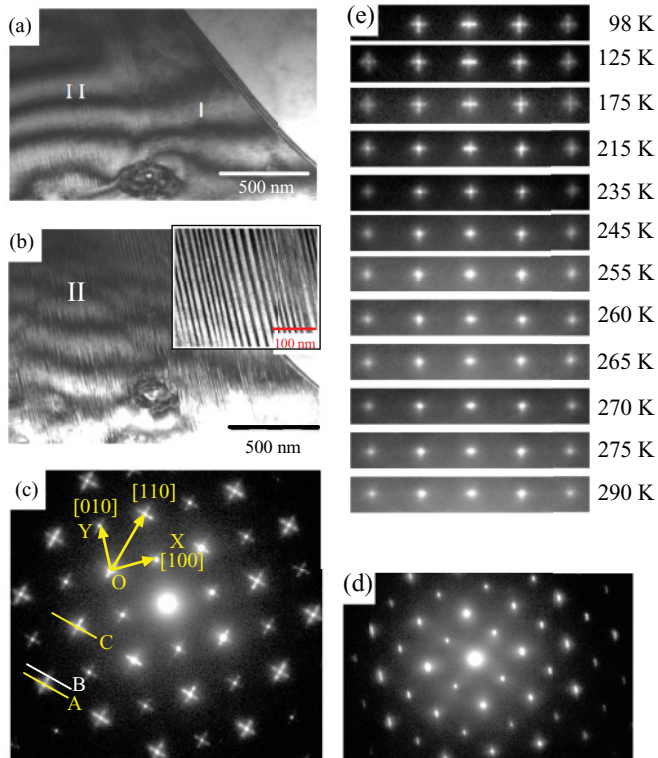 (a)
I I
I
500 nm
(b)
II
100 nm
500 nm
(c)
[010]
[110]
Y
X
[100]
O
C
B
A
(d)
(e)
98 K
125 K
175 K
215 K
235 K
245 K
255 K
260 K
265 K
270 K
275 K
290 K